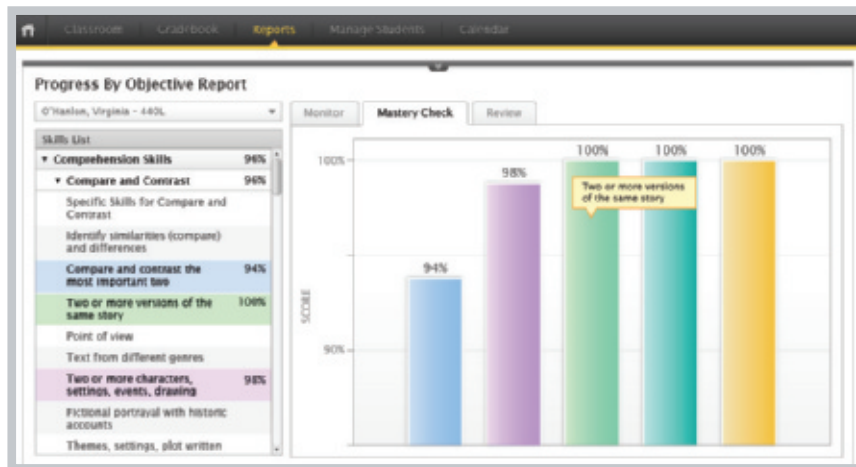 Classroom Gradebook Reports Manage Students Calendar
Progress By Objective Report
O'Hanlon, Virginia - 440L
Monitor Mastery Check Review
Skills List
Comprehension Skills 96%
Compare and Contrast 96%
Specific Skills for Compare and
Contrast
Identify similarities (compare)
and differences
Compare and contrast the 94%
most important two
Two or more versions of the 100%
same story
Point of view
Text from different genres
Two or more characters, 98%
settings, events, drawing
Fictional portrayal with historic
accounts
Themes, settings, plot written
100%
90%
SCORE
94%
98%
100%
100%
100%
Two or more versions
of the same story